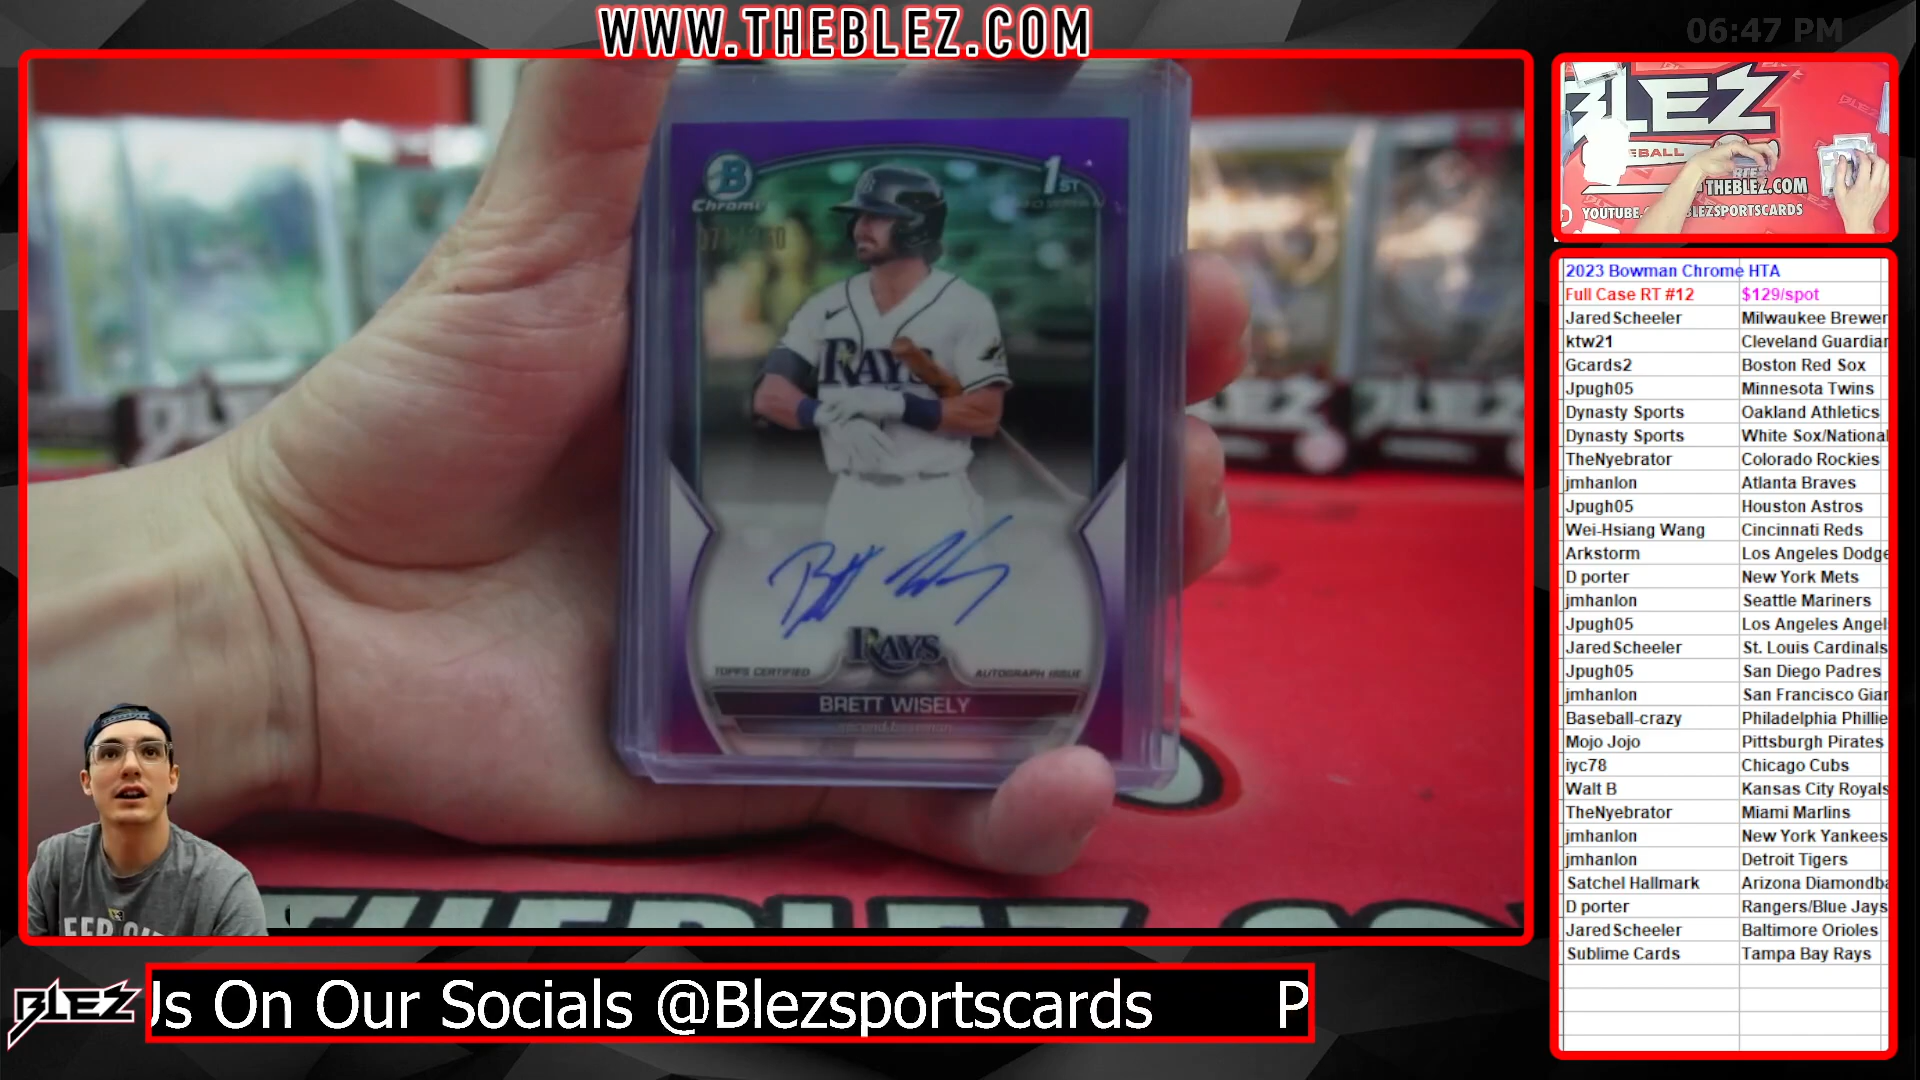 WWW.THEBLEZ.COM
06:47 PM
B
Chrome
1ST
RAYS
RAYS
TOPPS CERTIFIED
AUTOGRAPH ISSUE
BRETT WISELY
second baseman
BLEZ
THEBLEZ.COM
YOUTUBE.
BLEZSPORTSCARDS
2023 Bowman Chrome HTA
Full Case RT #12 $129/spot
JaredScheeler Milwaukee Brewer
ktw21 Cleveland Guardian
Gcards2 Boston Red Sox
Jpugh05 Minnesota Twins
Dynasty Sports Oakland Athletics
Dynasty Sports White Sox/National
TheNyebrator Colorado Rockies
jmhanlon Atlanta Braves
Jpugh05 Houston Astros
Wei-Hsiang Wang Cincinnati Reds
Arkstorm Los Angeles Dodge
D porter New York Mets
jmhanlon Seattle Mariners
Jpugh05 Los Angeles Angel
JaredScheeler St. Louis Cardinals
Jpugh05 San Diego Padres
jmhanlon San Francisco Gian
Baseball-crazy Philadelphia Phillie
Mojo Jojo Pittsburgh Pirates
iyc78 Chicago Cubs
Walt B Kansas City Royals
TheNyebrator Miami Marlins
jmhanlon New York Yankees
jmhanlon Detroit Tigers
Satchel Hallmark Arizona Diamondba
D porter Rangers/Blue Jays
JaredScheeler Baltimore Orioles
Sublime Cards Tampa Bay Rays
BLEZ
Us On Our Socials @Blezsportscards P